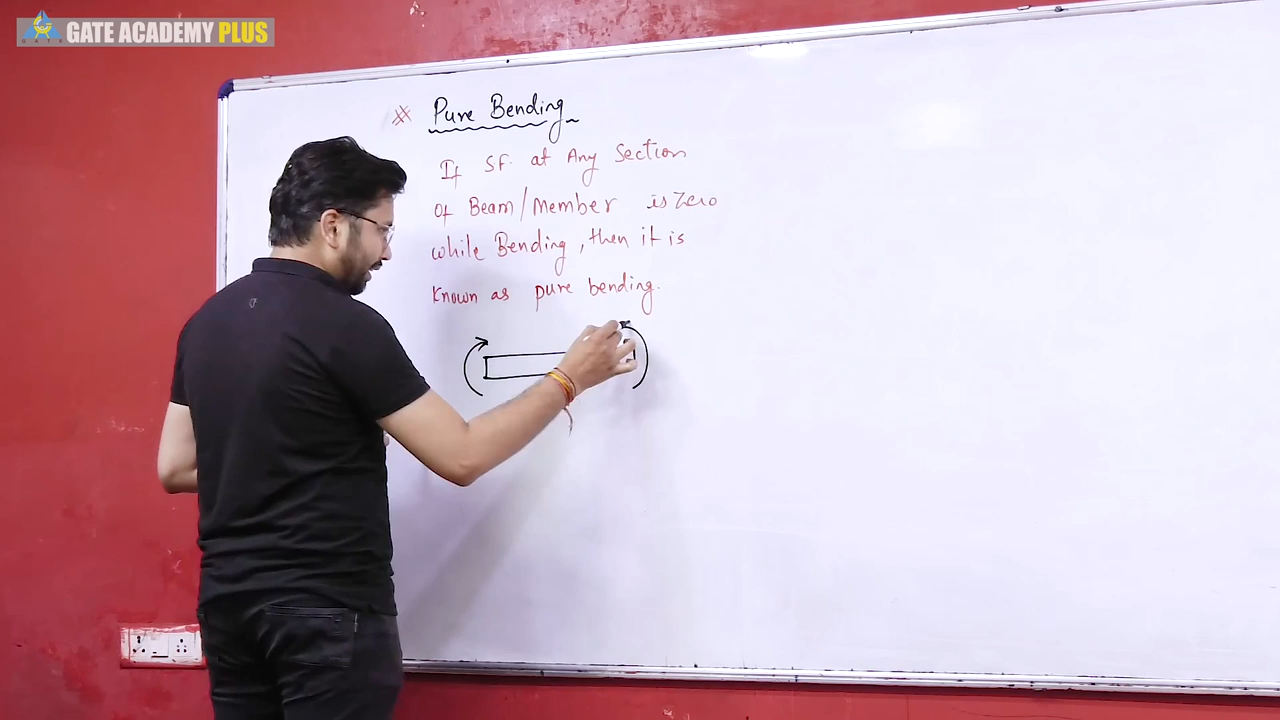 GATE ACADEMY PLUS
GATE
Pure Bending
If SF. at Any Section
of Beam/Member is Zero
while Bending, then it is
Known as pure bending.